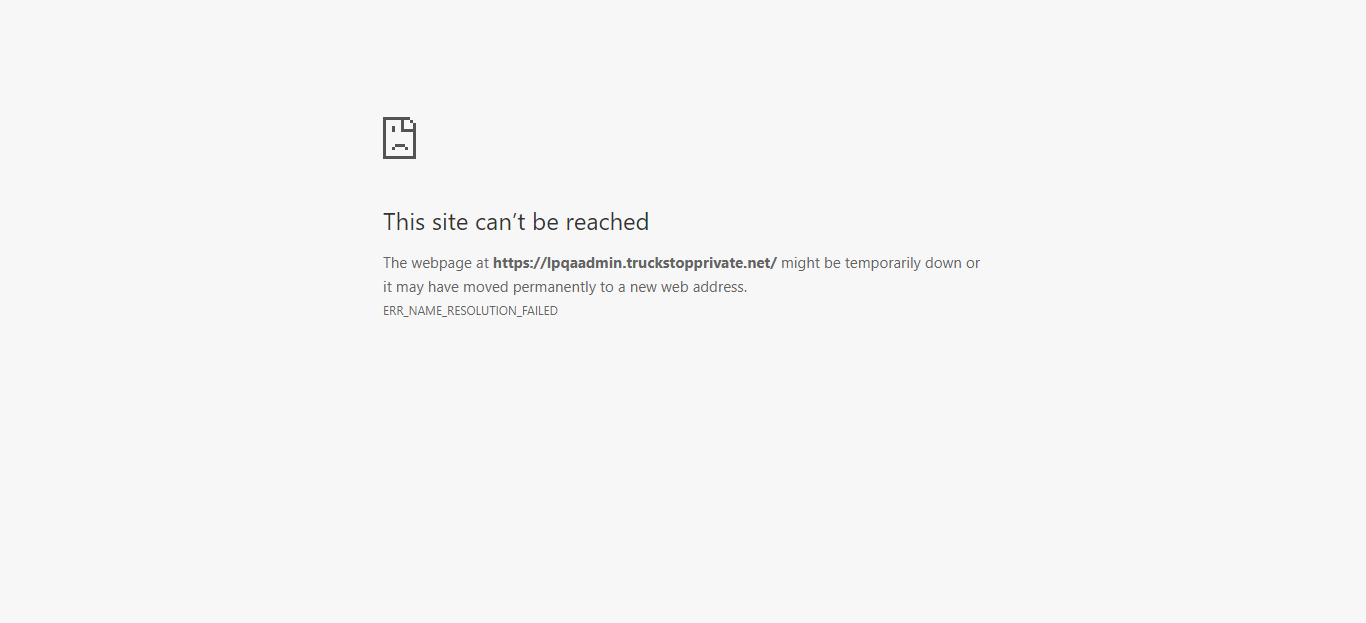 This site can’t be reached
The webpage at https://lpqaadmin.truckstopprivate.net/ might be temporarily down or
it may have moved permanently to a new web address.
ERR_NAME_RESOLUTION_FAILED